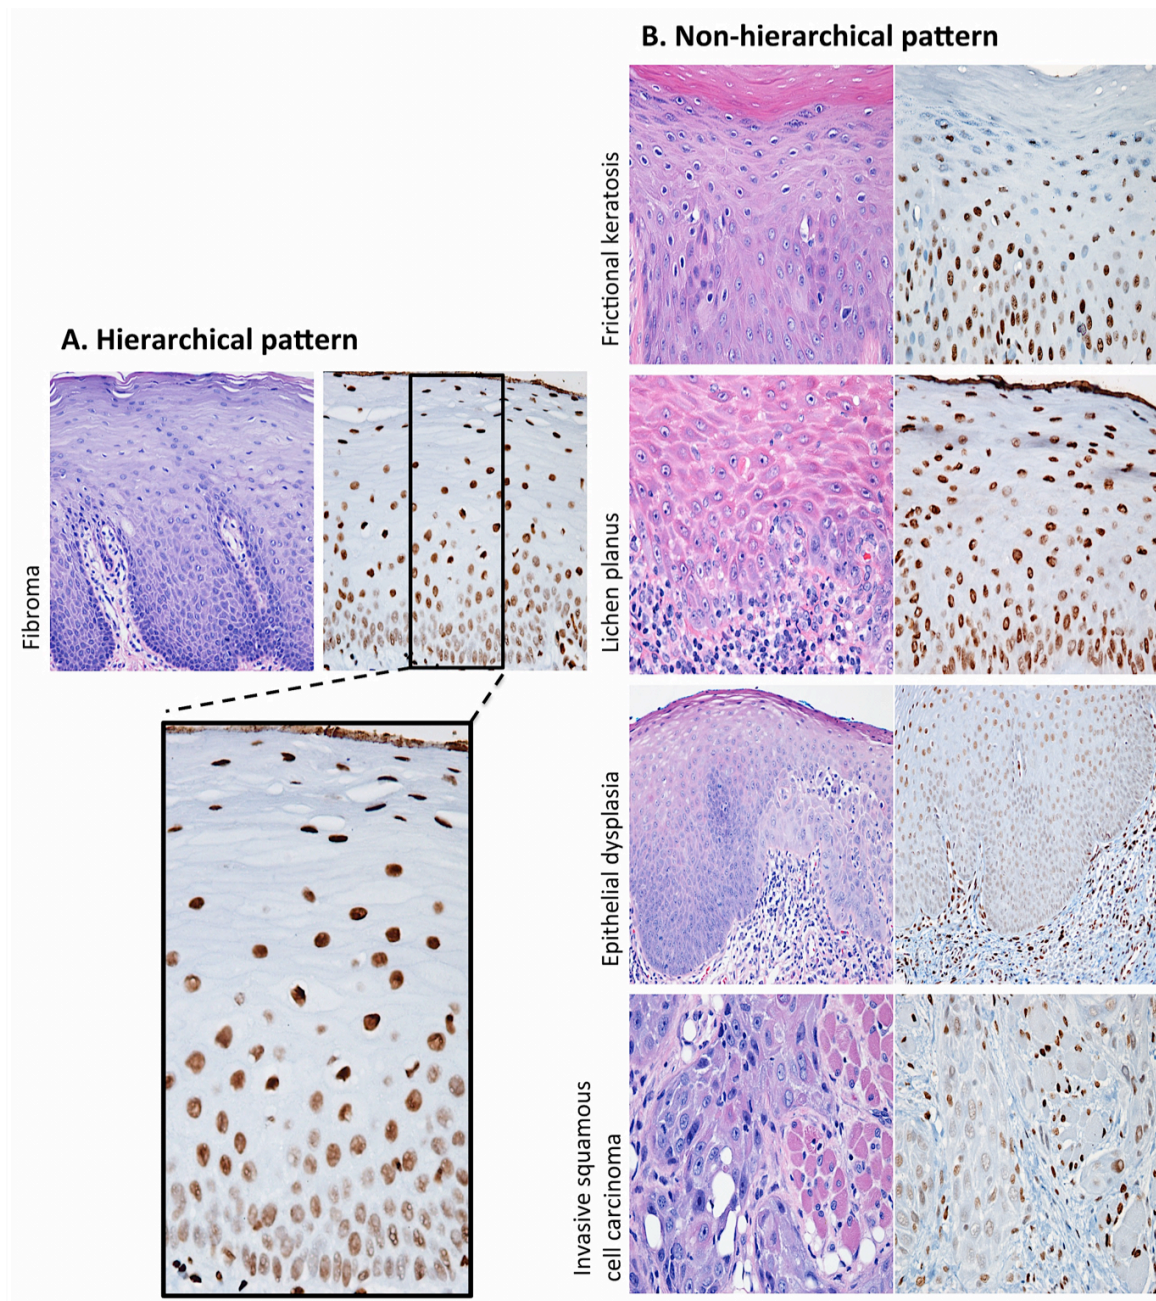 B. Non-hierarchical pattern
Frictional keratosis
A. Hierarchical pattern
Fibroma
Lichen planus
Epithelial dysplasia
Invasive squamous
cell carcinoma